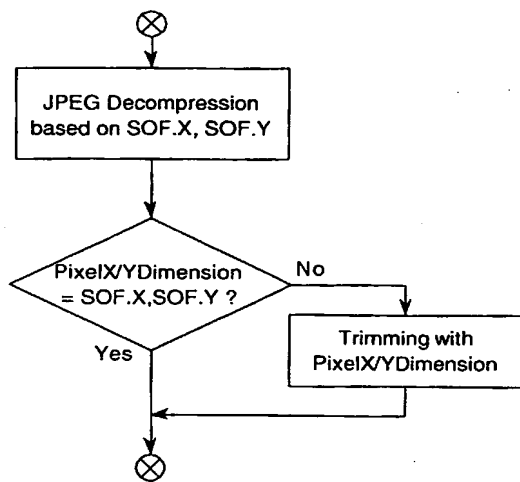 JPEG Decompression
based on SOF.X, SOF.Y
PixelX/YDimension
= SOF.X,SOF.Y ?
No
Yes
Trimming with
PixelX/YDimension